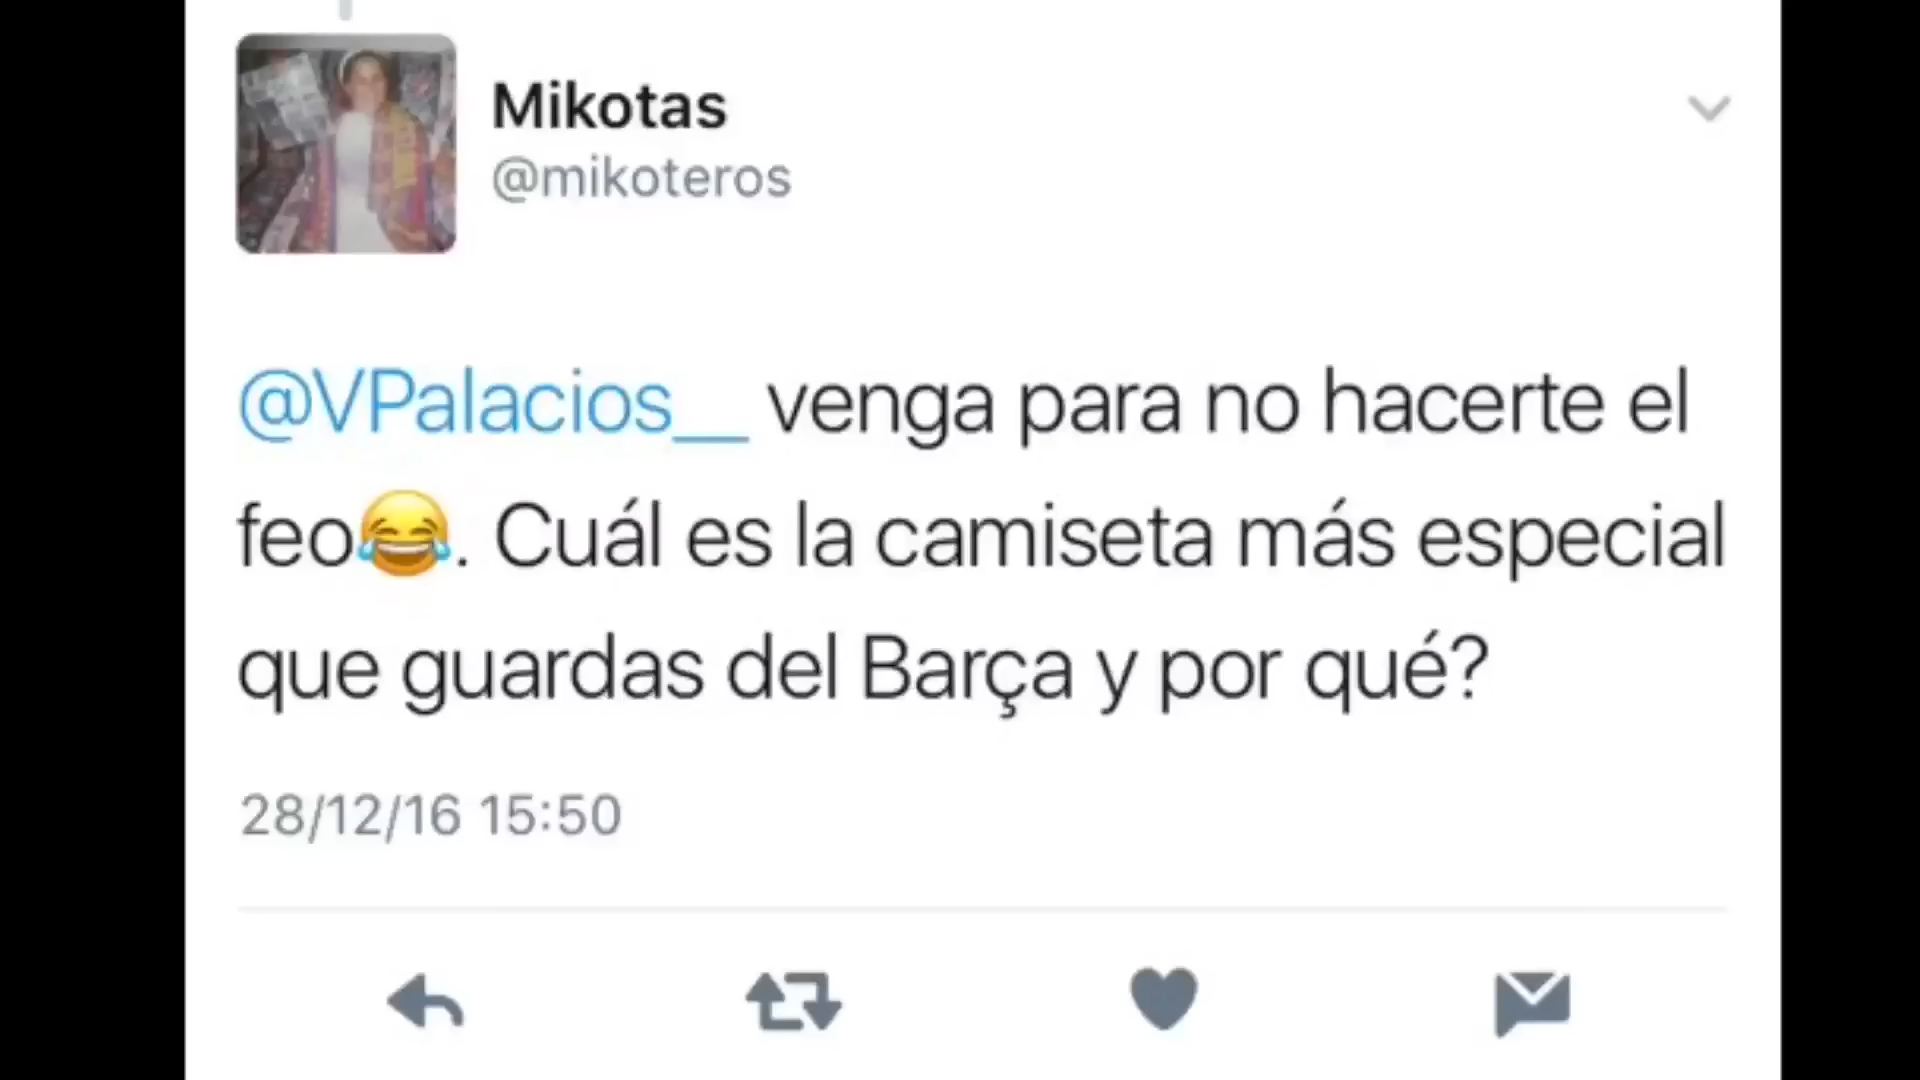 Mikotas
@mikoteros
@VPalacios__ venga para no hacerte el
feo😂. Cuál es la camiseta más especial
que guardas del Barça y por qué?
28/12/16 15:50